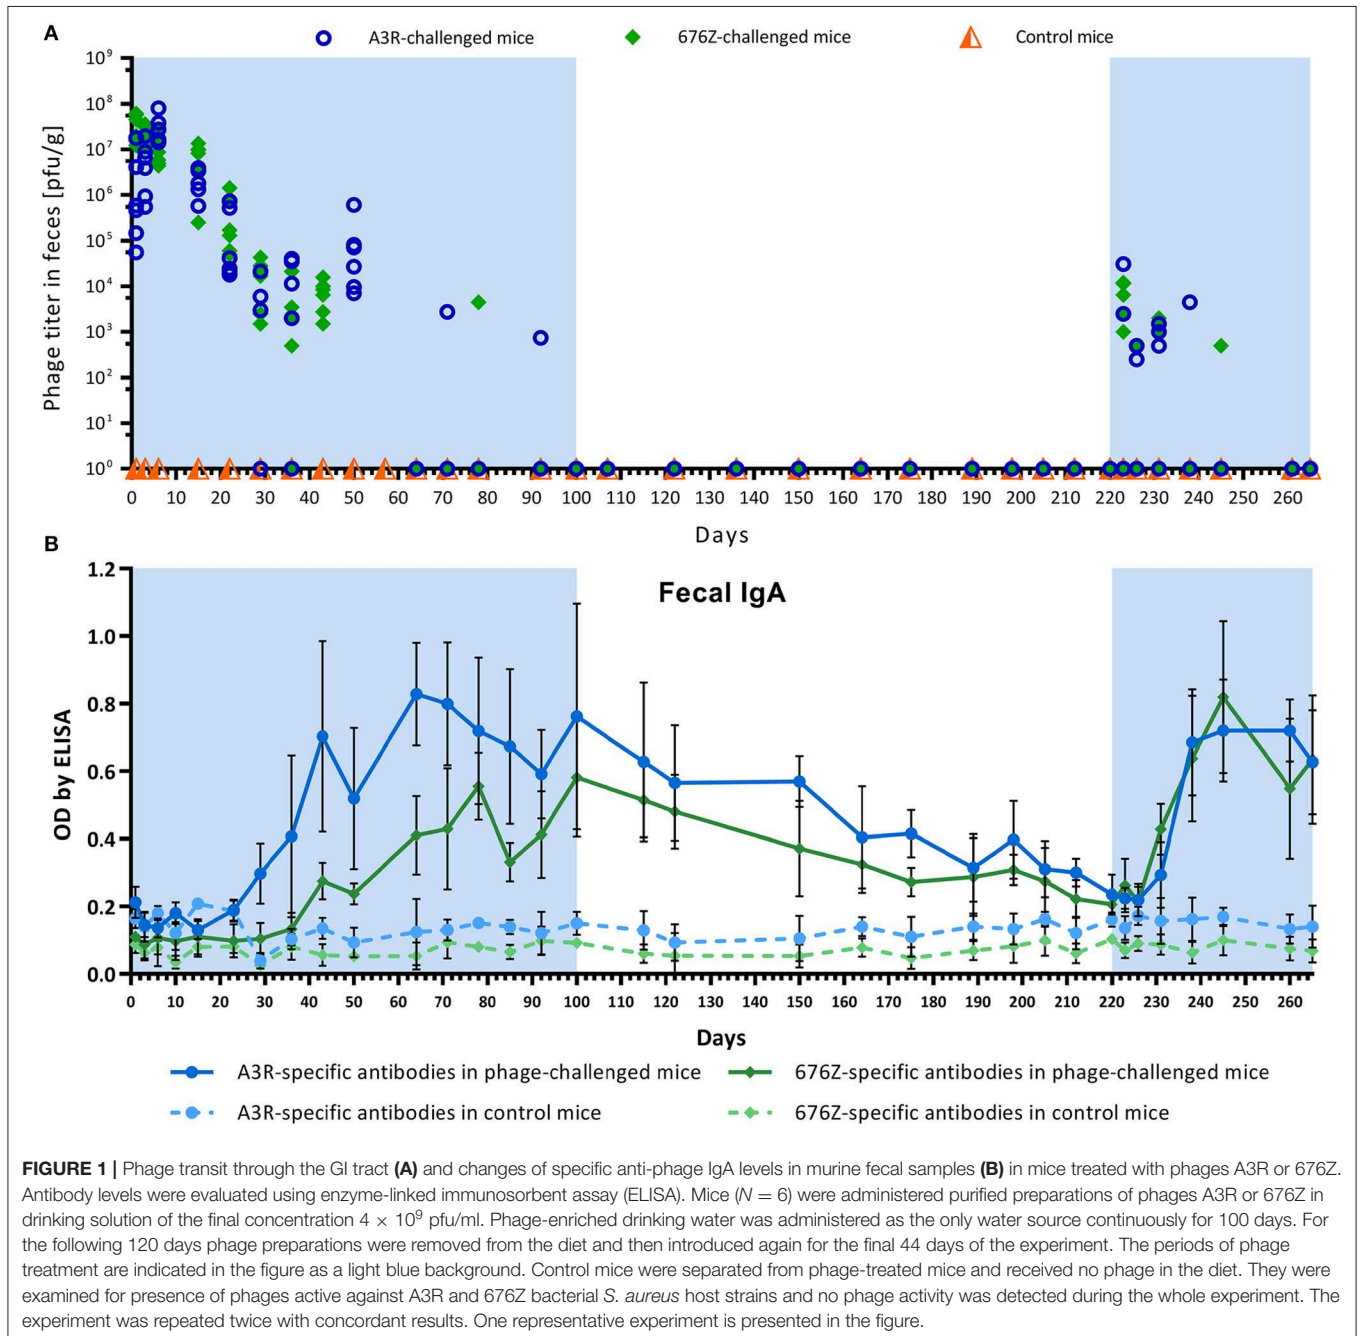 A
A3R-challenged mice
676Z-challenged mice
Control mice
Phage titer in feces [pfu/g]
10⁹
10⁸
10⁷
10⁶
10⁵
10⁴
10³
10²
10¹
10⁰
0 10 20 30 40 50 60 70 80 90 100 110 120 130 140 150 160 170 180 190 200 210 220 230 240 250 260
Days
B
Fecal IgA
OD by ELISA
1.2
1.0
0.8
0.6
0.4
0.2
0.0
0 10 20 30 40 50 60 70 80 90 100 110 120 130 140 150 160 170 180 190 200 210 220 230 240 250 260
Days
A3R-specific antibodies in phage-challenged mice
676Z-specific antibodies in phage-challenged mice
A3R-specific antibodies in control mice
676Z-specific antibodies in control mice
FIGURE 1 | Phage transit through the GI tract (A) and changes of specific anti-phage IgA levels in murine fecal samples (B) in mice treated with phages A3R or 676Z.
Antibody levels were evaluated using enzyme-linked immunosorbent assay (ELISA). Mice (N = 6) were administered purified preparations of phages A3R or 676Z in
drinking solution of the final concentration 4 × 10⁹ pfu/ml. Phage-enriched drinking water was administered as the only water source continuously for 100 days. For
the following 120 days phage preparations were removed from the diet and then introduced again for the final 44 days of the experiment. The periods of phage
treatment are indicated in the figure as a light blue background. Control mice were separated from phage-treated mice and received no phage in the diet. They were
examined for presence of phages active against A3R and 676Z bacterial S. aureus host strains and no phage activity was detected during the whole experiment. The
experiment was repeated twice with concordant results. One representative experiment is presented in the figure.